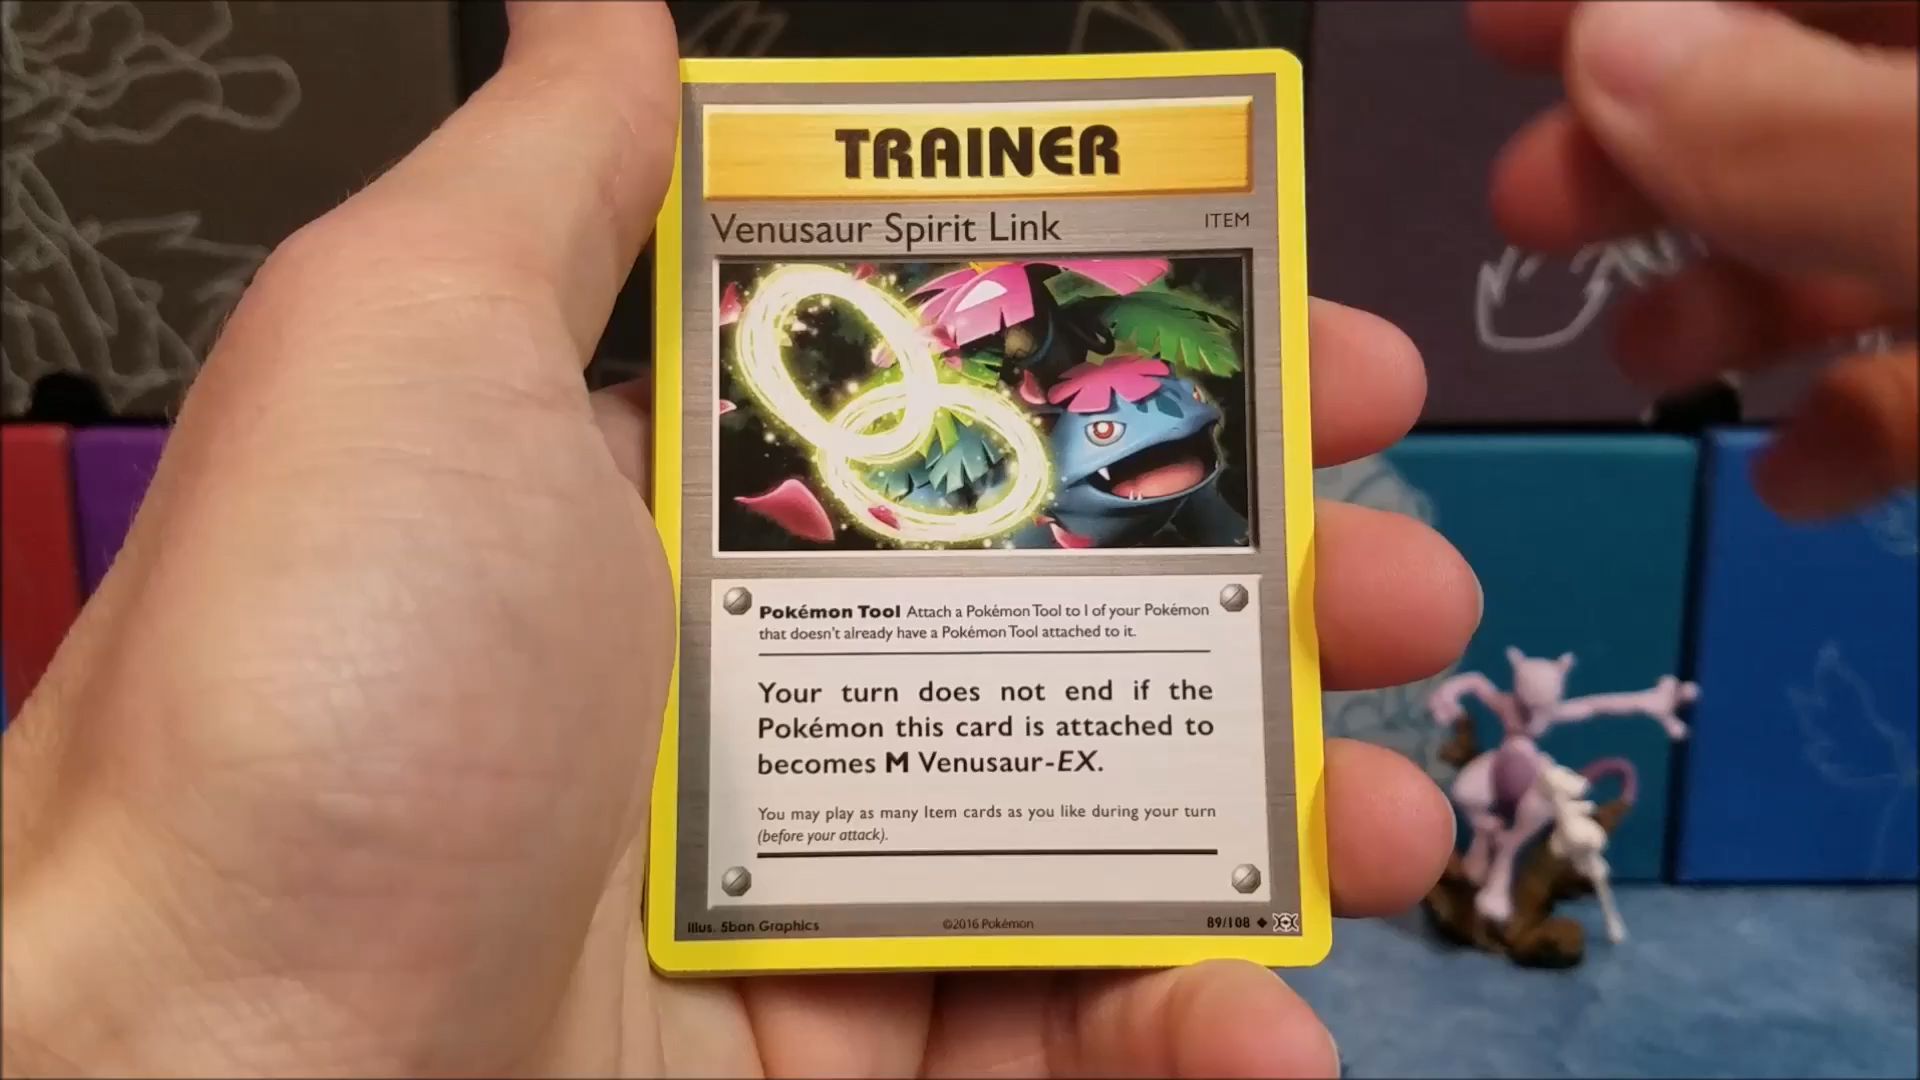 TRAINER
Venusaur Spirit Link
ITEM
Pokémon Tool Attach a Pokémon Tool to 1 of your Pokémon
that doesn't already have a Pokémon Tool attached to it.
Your turn does not end if the
Pokémon this card is attached to
becomes M Venusaur-EX.
You may play as many Item cards as you like during your turn
(before your attack).
Illus. 5ban Graphics
©2016 Pokémon
89/108